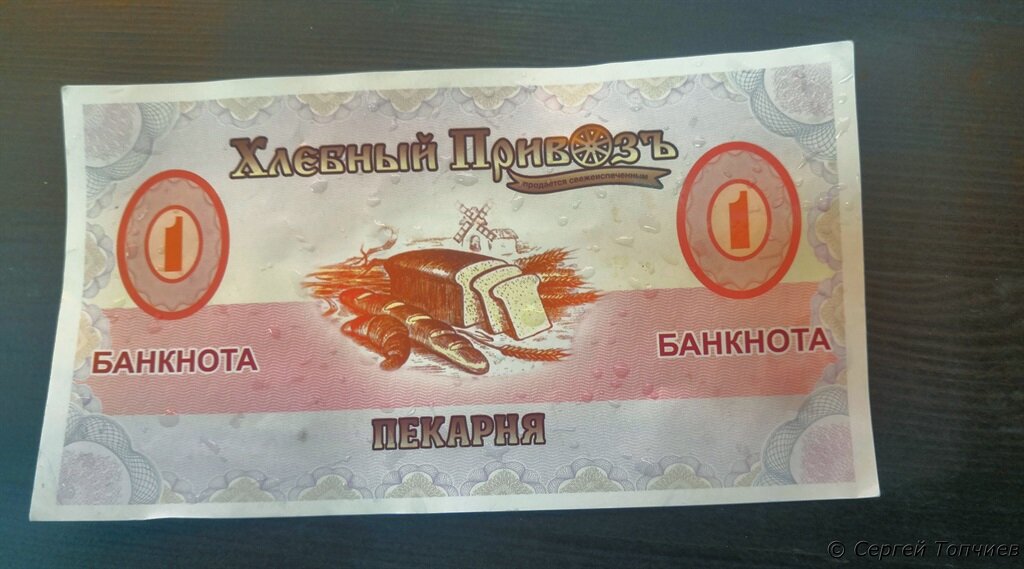 Хлебный Привозъ
продаётся свежеиспеченным
1
1
БАНКНОТА
БАНКНОТА
ПЕКАРНЯ
© Сергей Топчиев